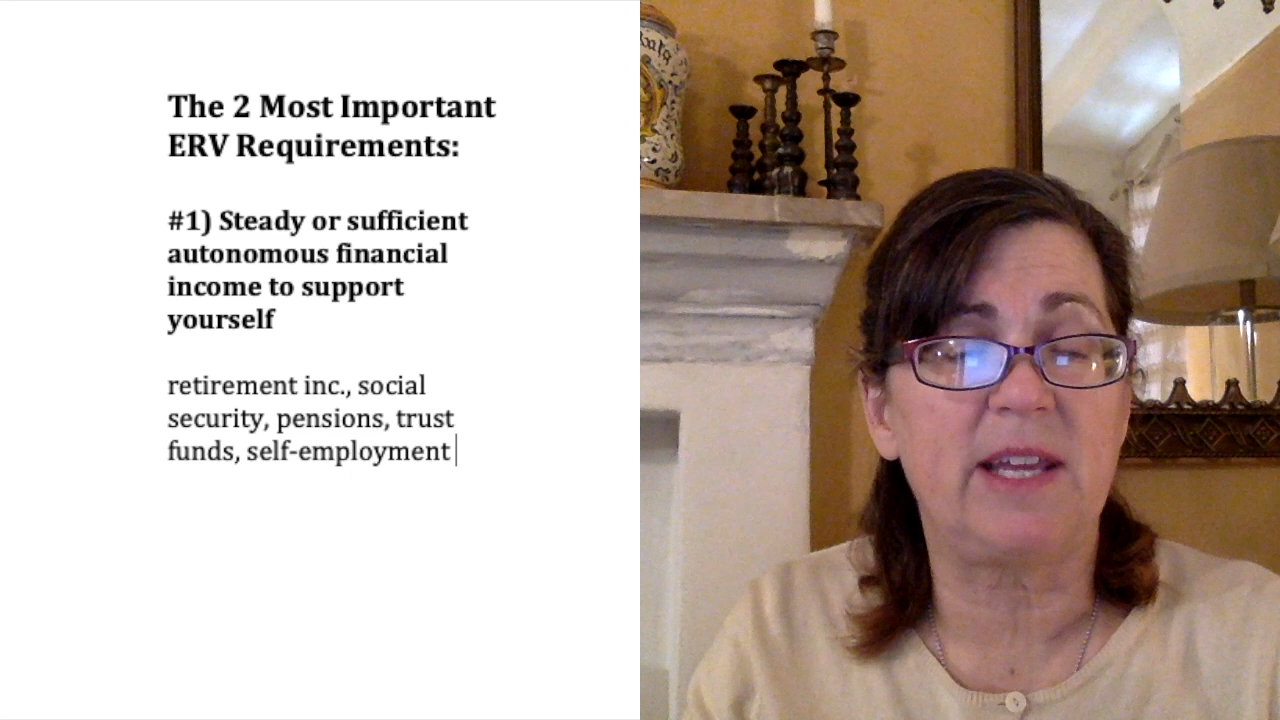 The 2 Most Important
ERV Requirements:
#1) Steady or sufficient
autonomous financial
income to support
yourself
retirement inc., social
security, pensions, trust
funds, self-employment